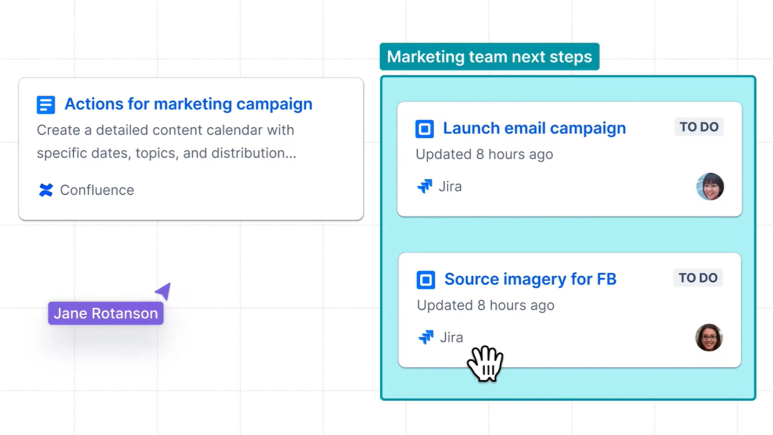 Marketing team next steps
Actions for marketing campaign
Create a detailed content calendar with
specific dates, topics, and distribution...
Confluence
Launch email campaign
TO DO
Updated 8 hours ago
Jira
Source imagery for FB
TO DO
Updated 8 hours ago
Jira
Jane Rotanson